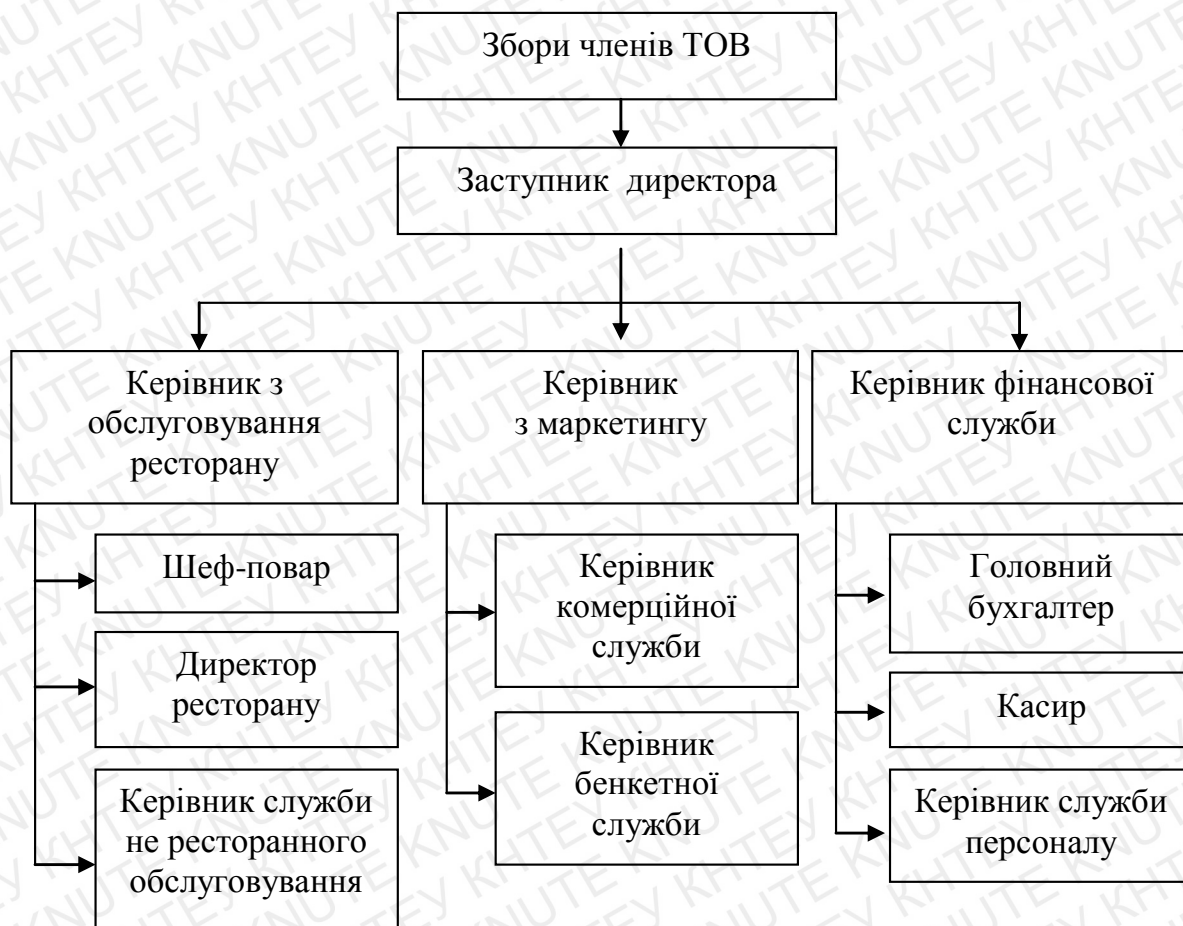 Збори членів ТОВ
Заступник директора
Керівник з
обслуговування
ресторану
Керівник
з маркетингу
Керівник фінансової
служби
Шеф-повар
Директор
ресторану
Керівник служби
не ресторанного
обслуговування
Керівник
комерційної
служби
Керівник
бенкетної
служби
Головний
бухгалтер
Касир
Керівник служби
персоналу